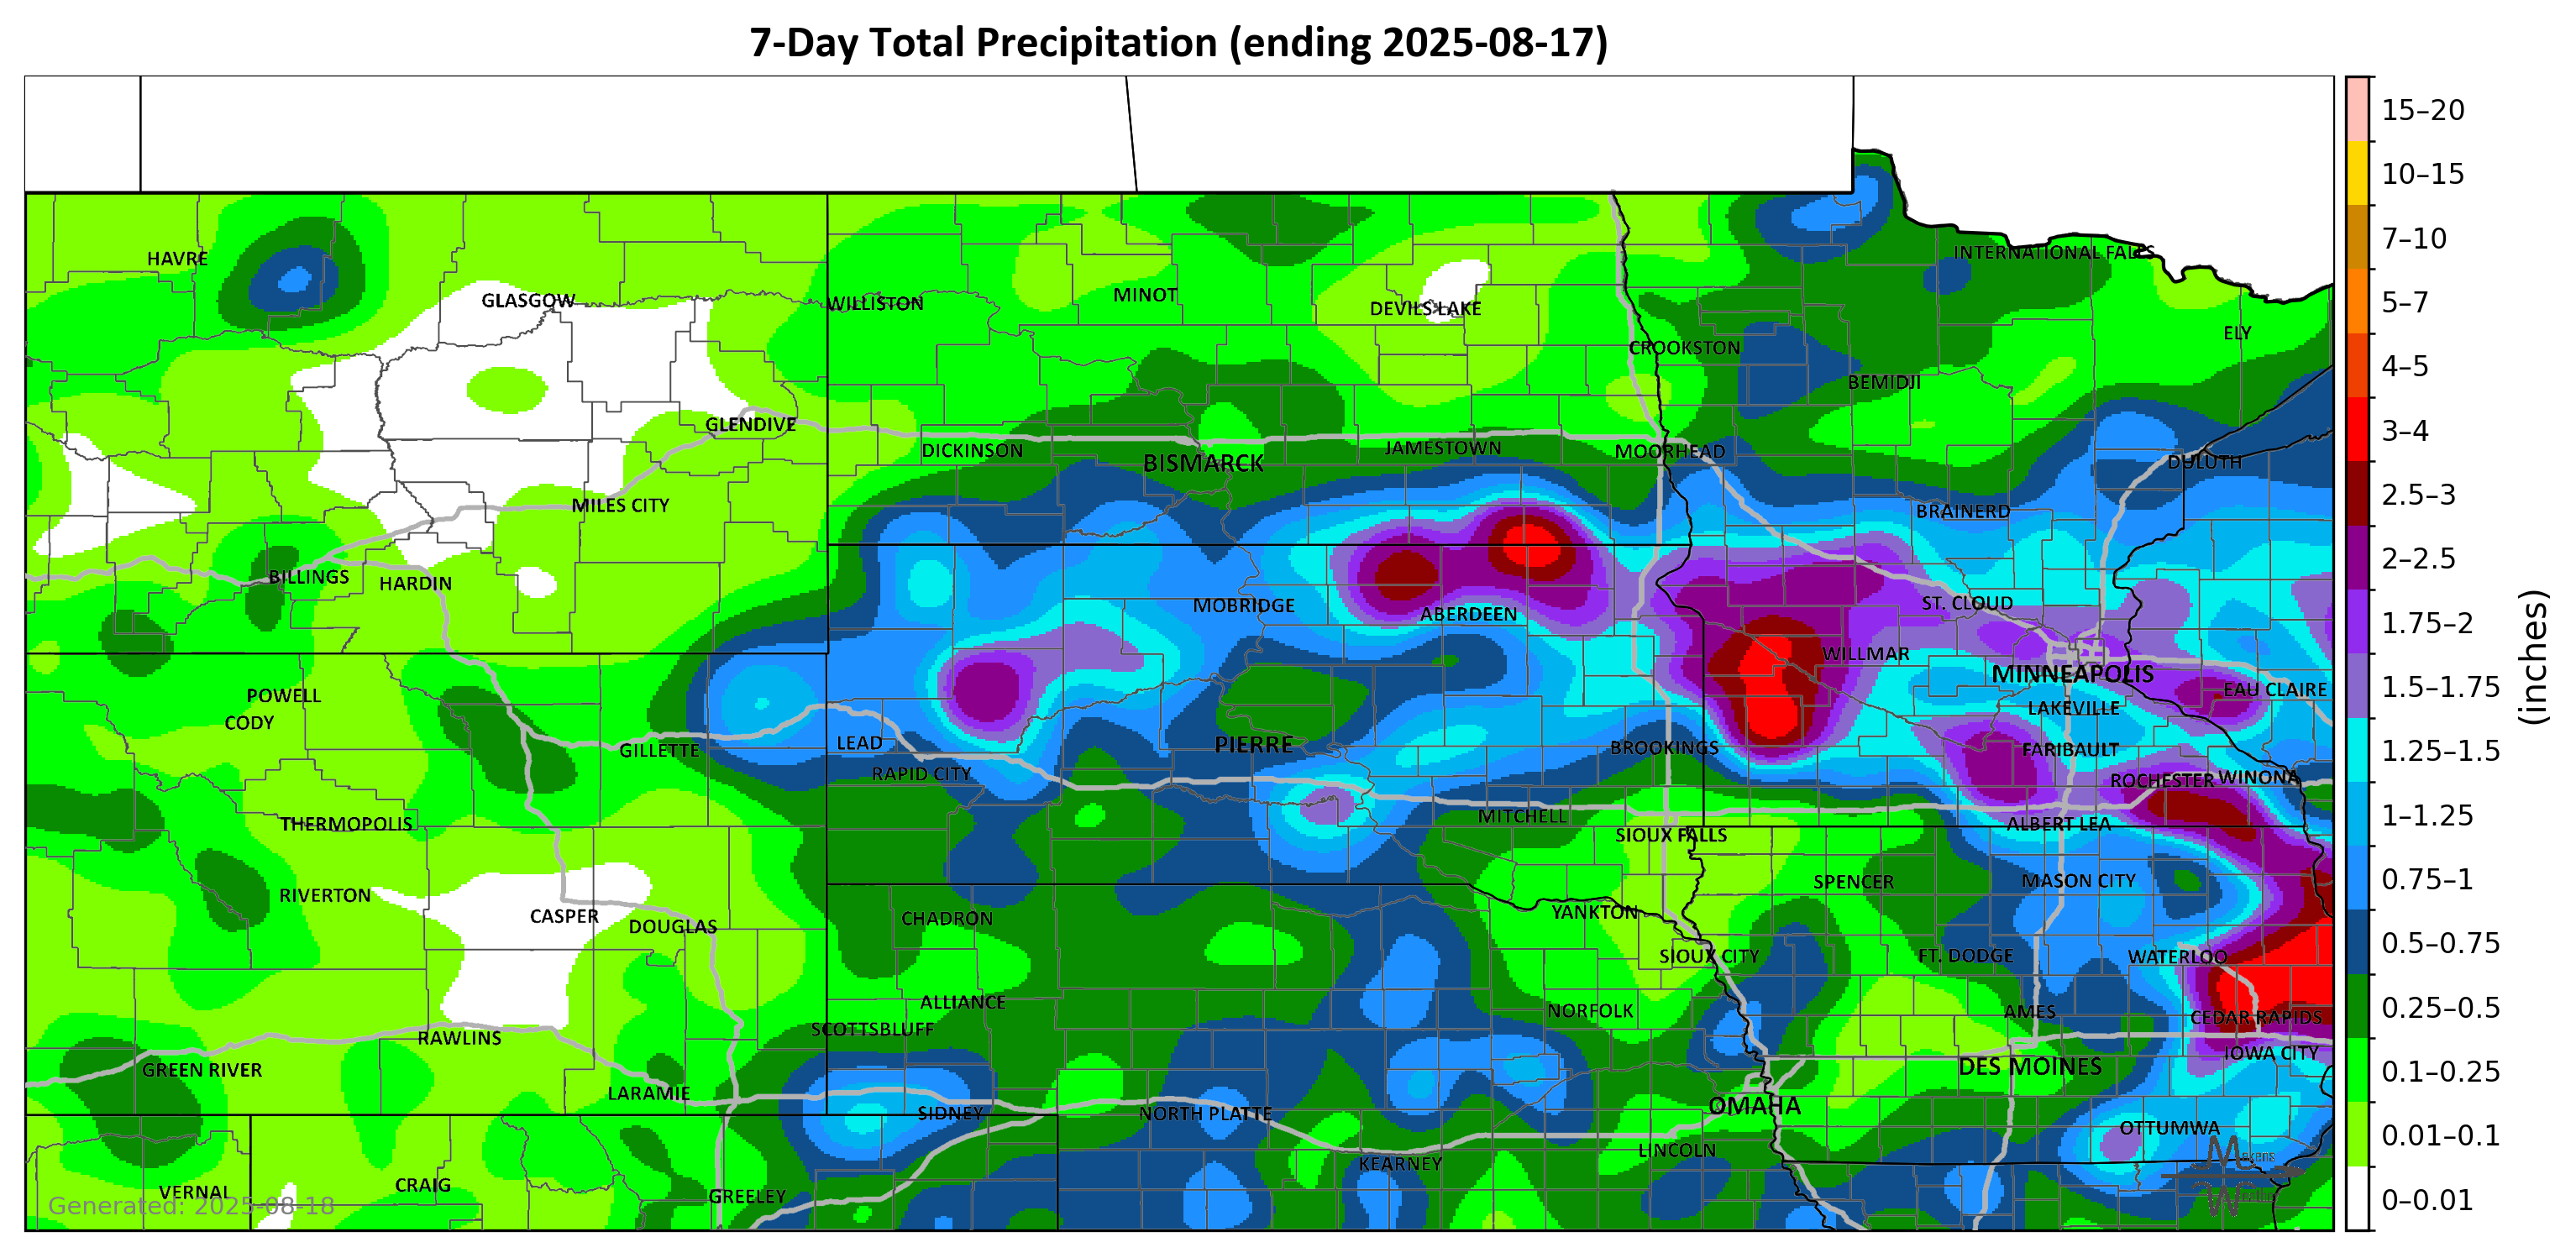 7-Day Total Precipitation (ending 2025-08-17)
15–20
10–15
7–10
5–7
4–5
3–4
2.5–3
2–2.5
1.75–2
1.5–1.75
1.25–1.5
1–1.25
0.75–1
0.5–0.75
0.25–0.5
0.1–0.25
0.01–0.1
0–0.01
(inches)
HAVRE
INTERNATIONAL FALLS
GLASGOW
WILLISTON
MINOT
DEVILS LAKE
ELY
CROOKSTON
BEMIDJI
GLENDIVE
DICKINSON
BISMARCK
JAMESTOWN
MOORHEAD
DULUTH
MILES CITY
BRAINERD
BILLINGS
HARDIN
MOBRIDGE
ABERDEEN
ST. CLOUD
WILLMAR
MINNEAPOLIS
EAU CLAIRE
POWELL
CODY
LAKEVILLE
GILLETTE
LEAD
PIERRE
BROOKINGS
FARIBAULT
RAPID CITY
ROCHESTER
WINONA
THERMOPOLIS
MITCHELL
SIOUX FALLS
ALBERT LEA
RIVERTON
CASPER
DOUGLAS
CHADRON
YANKTON
SPENCER
MASON CITY
SIOUX CITY
FT. DODGE
WATERLOO
ALLIANCE
NORFOLK
AMES
CEDAR RAPIDS
SCOTTSBLUFF
RAWLINS
IOWA CITY
GREEN RIVER
LARAMIE
DES MOINES
SIDNEY
NORTH PLATTE
OMAHA
OTTUMWA
LINCOLN
KEARNEY
VERNAL
CRAIG
GREELEY
Generated: 2025-08-18